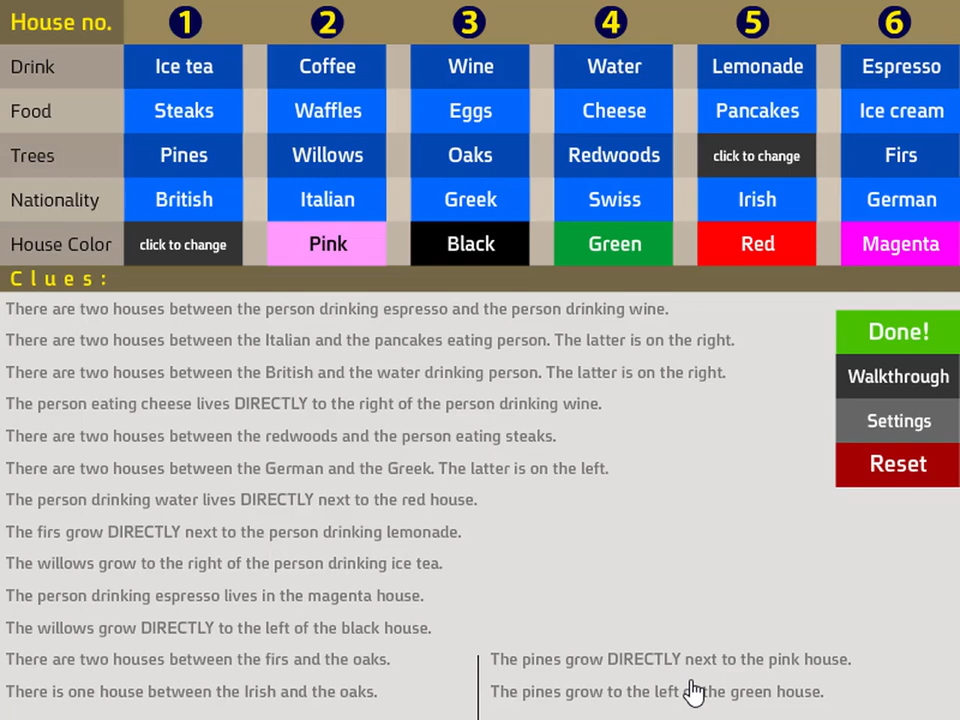 House no. 1 2 3 4 5 6
Drink Ice tea Coffee Wine Water Lemonade Espresso
Food Steaks Waffles Eggs Cheese Pancakes Ice cream
Trees Pines Willows Oaks Redwoods click to change Firs
Nationality British Italian Greek Swiss Irish German
House Color click to change Pink Black Green Red Magenta
Clues:
There are two houses between the person drinking espresso and the person drinking wine.
There are two houses between the Italian and the pancakes eating person. The latter is on the right.
There are two houses between the British and the water drinking person. The latter is on the right.
The person eating cheese lives DIRECTLY to the right of the person drinking wine.
There are two houses between the redwoods and the person eating steaks.
There are two houses between the German and the Greek. The latter is on the left.
The person drinking water lives DIRECTLY next to the red house.
The firs grow DIRECTLY next to the person drinking lemonade.
The willows grow to the right of the person drinking ice tea.
The person drinking espresso lives in the magenta house.
The willows grow DIRECTLY to the left of the black house.
There are two houses between the firs and the oaks.
There is one house between the Irish and the oaks.
The pines grow DIRECTLY next to the pink house.
The pines grow to the left the green house.
Done!
Walkthrough
Settings
Reset